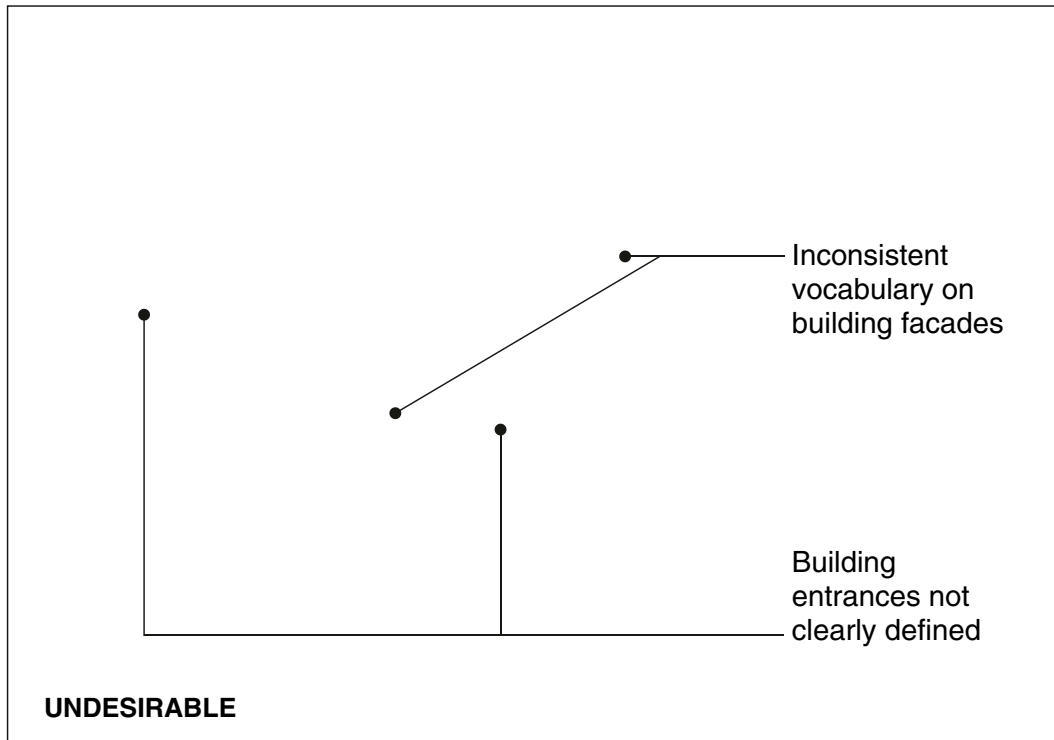 Inconsistent
vocabulary on
building facades
Building
entrances not
clearly defined
UNDESIRABLE